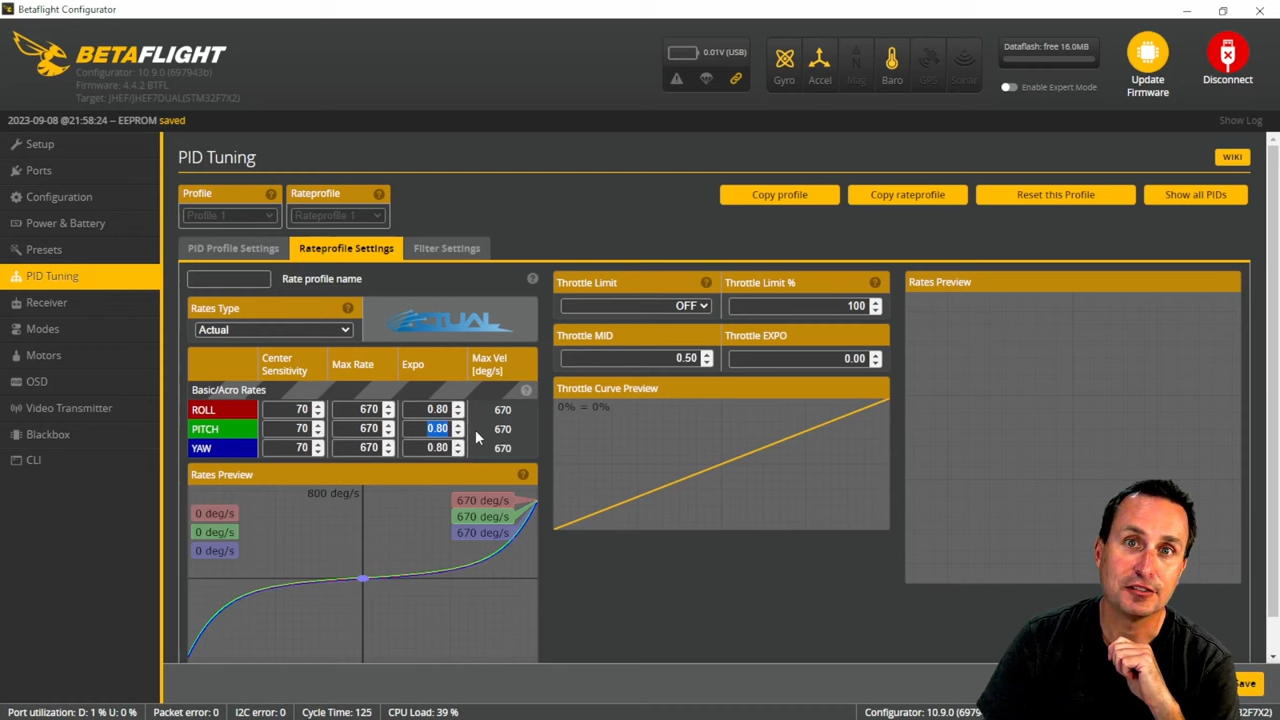 Betaflight Configurator
BETAFLIGHT
Configurator: 10.9.0 (697943b)
Firmware: 4.4.2 BTFL
Target: JHEF/JHEF7DUAL(STM32F7X2)
0.01V (USB)
Gyro
Accel
Mag
Baro
GPS
Sonar
Dataflash: free 16.0MB
Enable Expert Mode
Update
Firmware
Disconnect
2023-09-08 @21:58:24 -- EEPROM saved
Show Log
Setup
Ports
Configuration
Power & Battery
Presets
PID Tuning
Receiver
Modes
Motors
OSD
Video Transmitter
Blackbox
CLI
PID Tuning
WIKI
Profile
Rateprofile
Profile 1
Rateprofile 1
Copy profile
Copy rateprofile
Reset this Profile
Show all PIDs
PID Profile Settings
Rateprofile Settings
Filter Settings
Rate profile name
Rates Type
Actual
ACTUAL
Center
Sensitivity
Max Rate
Expo
Max Vel
[deg/s]
Basic/Acro Rates
ROLL 70 670 0.80 670
PITCH 70 670 0.80 670
YAW 70 670 0.80 670
Rates Preview
800 deg/s
0 deg/s
0 deg/s
0 deg/s
670 deg/s
670 deg/s
670 deg/s
Throttle Limit
Throttle Limit %
OFF
100
Throttle MID
Throttle EXPO
0.50
0.00
Throttle Curve Preview
0% = 0%
Rates Preview
Save
Port utilization: D: 1 % U: 0 %
Packet error: 0
I2C error: 0
Cycle Time: 125
CPU Load: 39 %
Configurator: 10.9.0 (6979